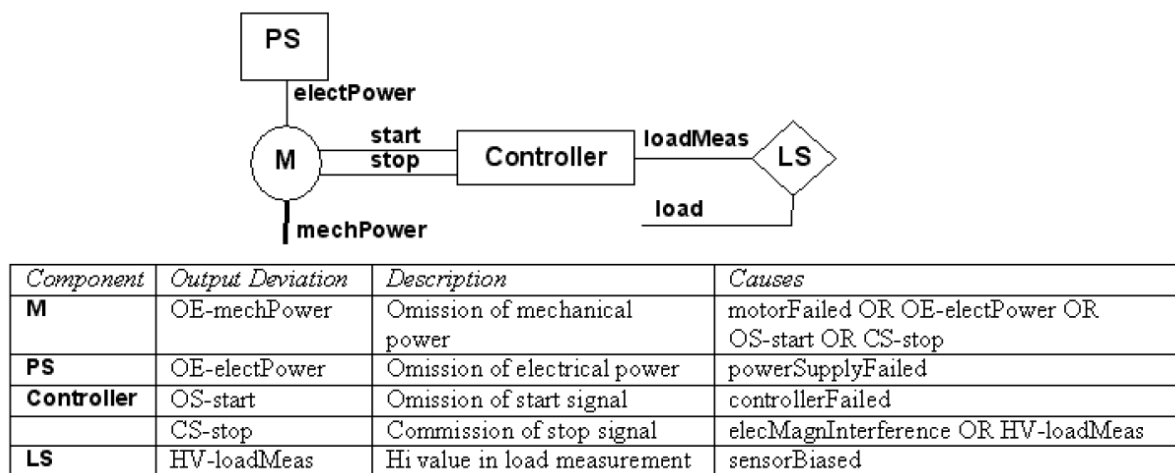 PS
electPower
start
stop
M
Controller
loadMeas
LS
load
mechPower
Component Output Deviation Description Causes
M OE-mechPower Omission of mechanical power motorFailed OR OE-electPower OR OS-start OR CS-stop
PS OE-electPower Omission of electrical power powerSupplyFailed
Controller OS-start Omission of start signal controllerFailed
CS-stop Commission of stop signal elecMagnInterference OR HV-loadMeas
LS HV-loadMeas Hi value in load measurement sensorBiased